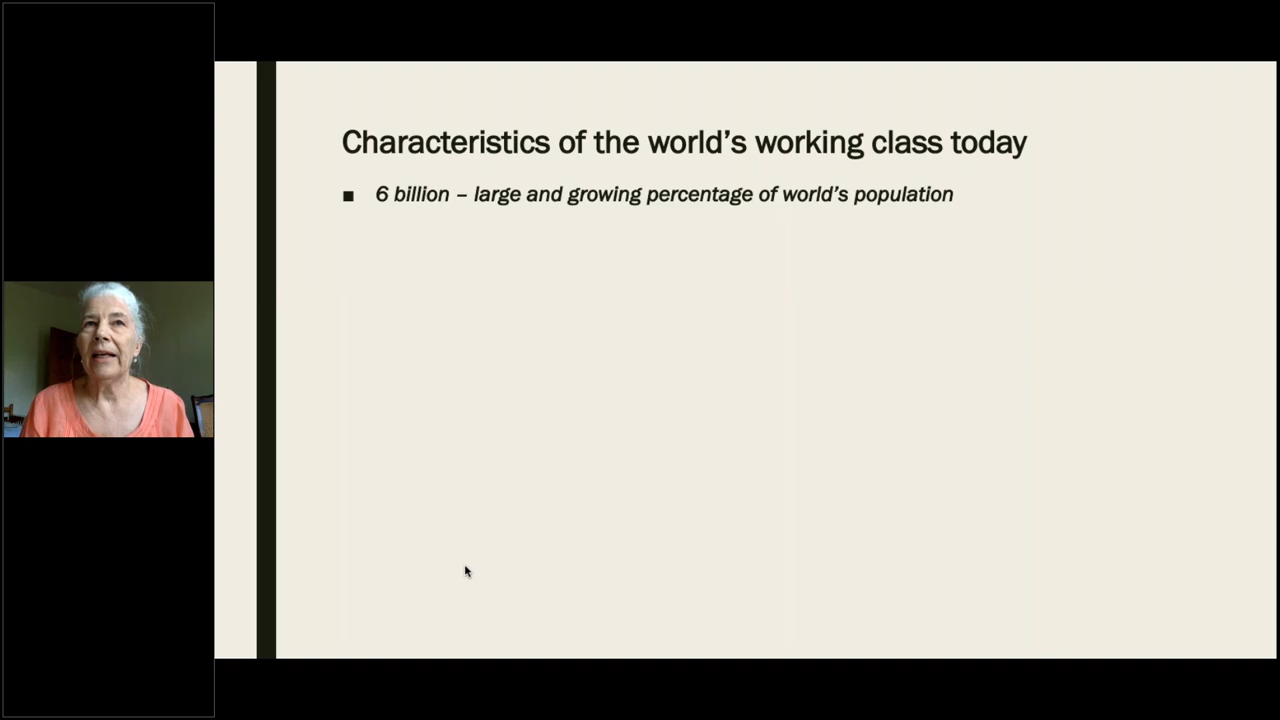 Characteristics of the world’s working class today
■ 6 billion – large and growing percentage of world’s population